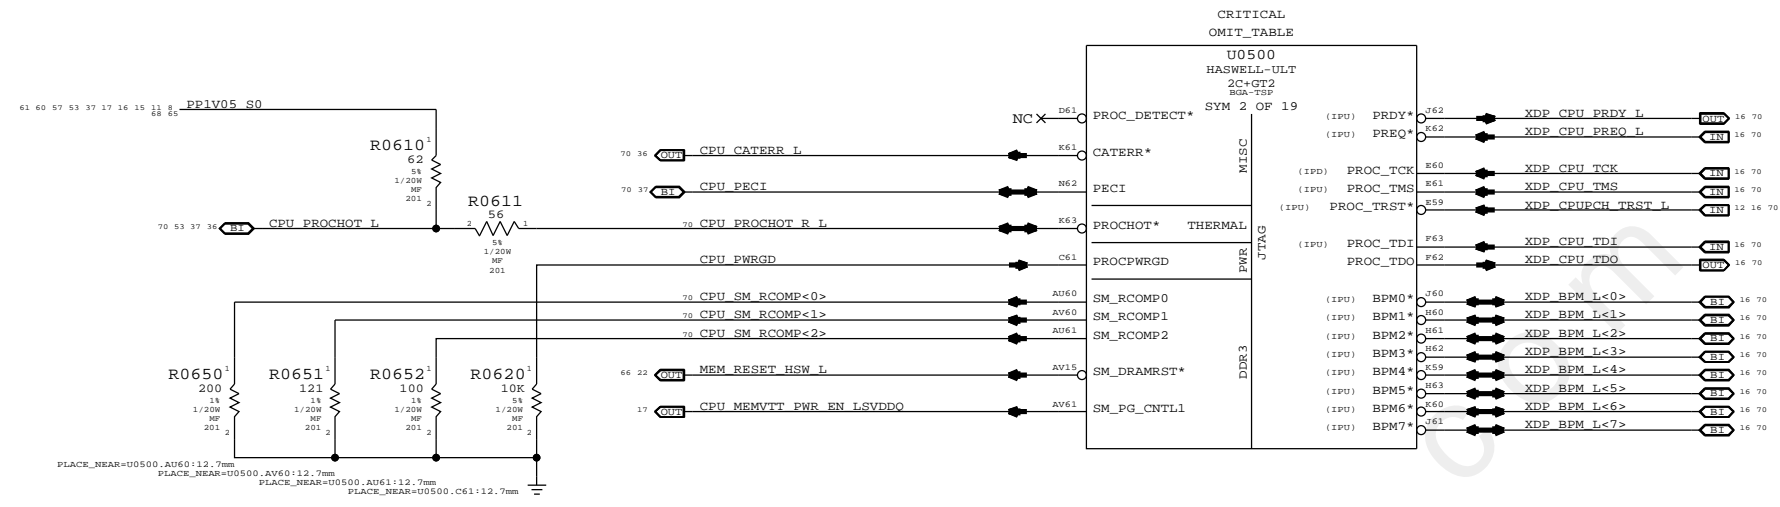 CRITICAL
OMIT_TABLE
U0500
HASWELL-ULT
2C+GT2
BGA-TSP
SYM 2 OF 19
61 60 57 53 37 17 16 15 11 8 PP1V05_S0
68 65
R0610 1
62
5%
1/20W
MF
201 2
70 53 37 36 BI CPU_PROCHOT_L
R0611
56
2 1
5%
1/20W
MF
201
NC D61 PROC_DETECT*
70 36 OUT CPU_CATERR_L K61 CATERR*
70 37 BI CPU_PECI N62 PECI
70 CPU_PROCHOT_R_L K63 PROCHOT* THERMAL
CPU_PWRGD C61 PROCPWRGD
70 CPU_SM_RCOMP<0> AU60 SM_RCOMP0
70 CPU_SM_RCOMP<1> AV60 SM_RCOMP1
70 CPU_SM_RCOMP<2> AU61 SM_RCOMP2
66 22 OUT MEM_RESET_HSW_L AV15 SM_DRAMRST*
17 OUT CPU_MEMVTT_PWR_EN_LSVDDQ AV61 SM_PG_CNTL1
MISC
PWR
DDR3
JTAG
(IPU) PRDY* J62 XDP_CPU_PRDY_L OUT 16 70
(IPU) PREQ* K62 XDP_CPU_PREQ_L IN 16 70
(IPD) PROC_TCK E60 XDP_CPU_TCK IN 16 70
(IPU) PROC_TMS E61 XDP_CPU_TMS IN 16 70
(IPU) PROC_TRST* E59 XDP_CPUPCH_TRST_L IN 12 16 70
(IPU) PROC_TDI F63 XDP_CPU_TDI IN 16 70
PROC_TDO F62 XDP_CPU_TDO OUT 16 70
(IPU) BPM0* J60 XDP_BPM_L<0> BI 16 70
(IPU) BPM1* H60 XDP_BPM_L<1> BI 16 70
(IPU) BPM2* H61 XDP_BPM_L<2> BI 16 70
(IPU) BPM3* H62 XDP_BPM_L<3> BI 16 70
(IPU) BPM4* K59 XDP_BPM_L<4> BI 16 70
(IPU) BPM5* H63 XDP_BPM_L<5> BI 16 70
(IPU) BPM6* K60 XDP_BPM_L<6> BI 16 70
(IPU) BPM7* J61 XDP_BPM_L<7> BI 16 70
R0650 1
200
1%
1/20W
MF
201 2
R0651 1
121
1%
1/20W
MF
201 2
R0652 1
100
1%
1/20W
MF
201 2
R0620 1
10K
5%
1/20W
MF
201 2
PLACE_NEAR=U0500.AU60:12.7mm
PLACE_NEAR=U0500.AV60:12.7mm
PLACE_NEAR=U0500.AU61:12.7mm
PLACE_NEAR=U0500.C61:12.7mm
com